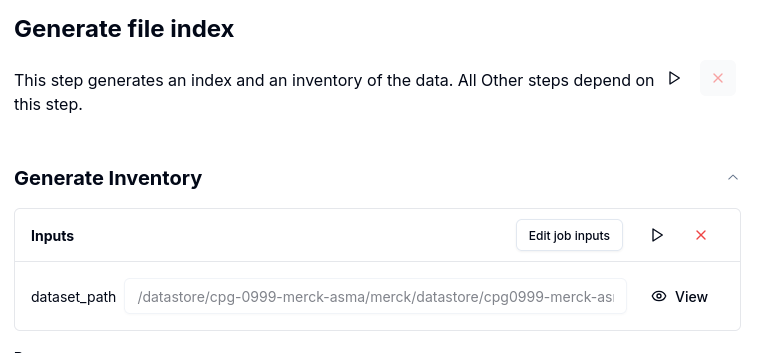 Generate file index
This step generates an index and an inventory of the data. All Other steps depend on
this step.
Generate Inventory
Inputs
Edit job inputs
dataset_path
/datastore/cpg-0999-merck-asma/merck/datastore/cpg0999-merck-as
View